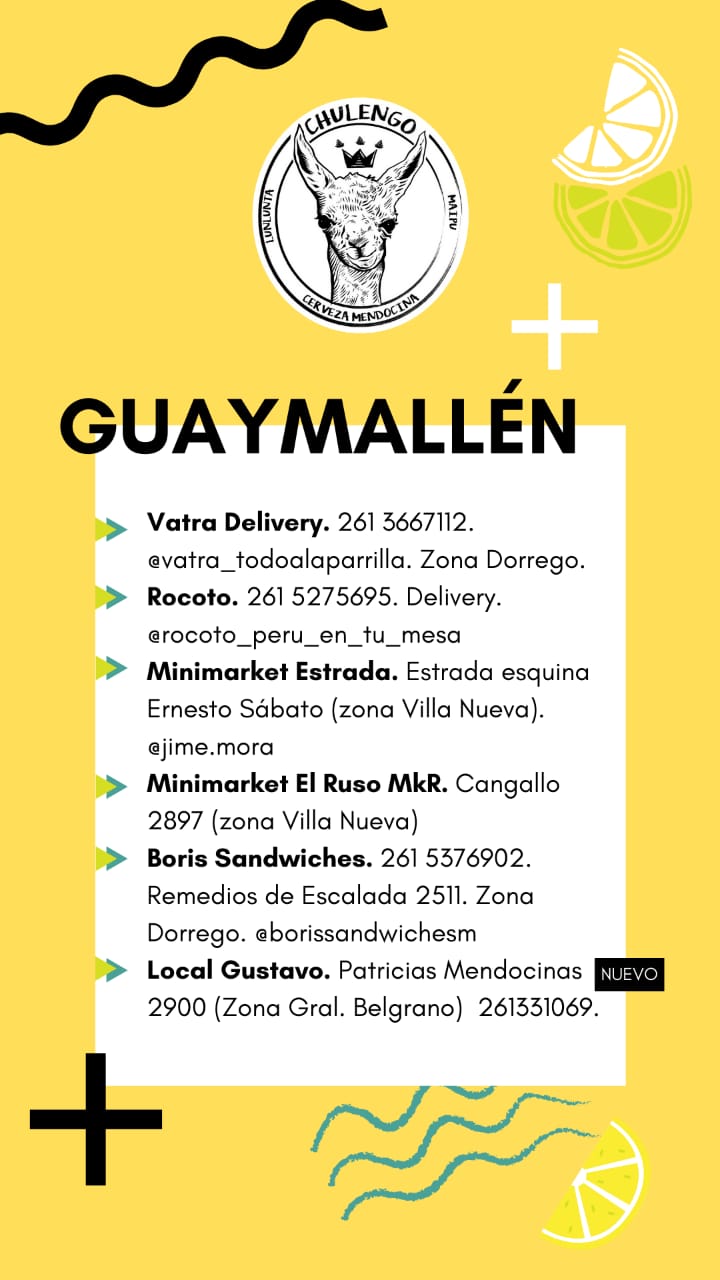 CHULENGO
LUNLUNTA
MAIPU
CERVEZA MENDOCINA
GUAYMALLÉN
Vatra Delivery. 261 3667112.
@vatra_todoalaparrilla. Zona Dorrego.
Rocoto. 261 5275695. Delivery.
@rocoto_peru_en_tu_mesa
Minimarket Estrada. Estrada esquina
Ernesto Sábato (zona Villa Nueva).
@jime.mora
Minimarket El Ruso MkR. Cangallo
2897 (zona Villa Nueva)
Boris Sandwiches. 261 5376902.
Remedios de Escalada 2511. Zona
Dorrego. @borissandwichesm
Local Gustavo. Patricias Mendocinas NUEVO
2900 (Zona Gral. Belgrano)  261331069.